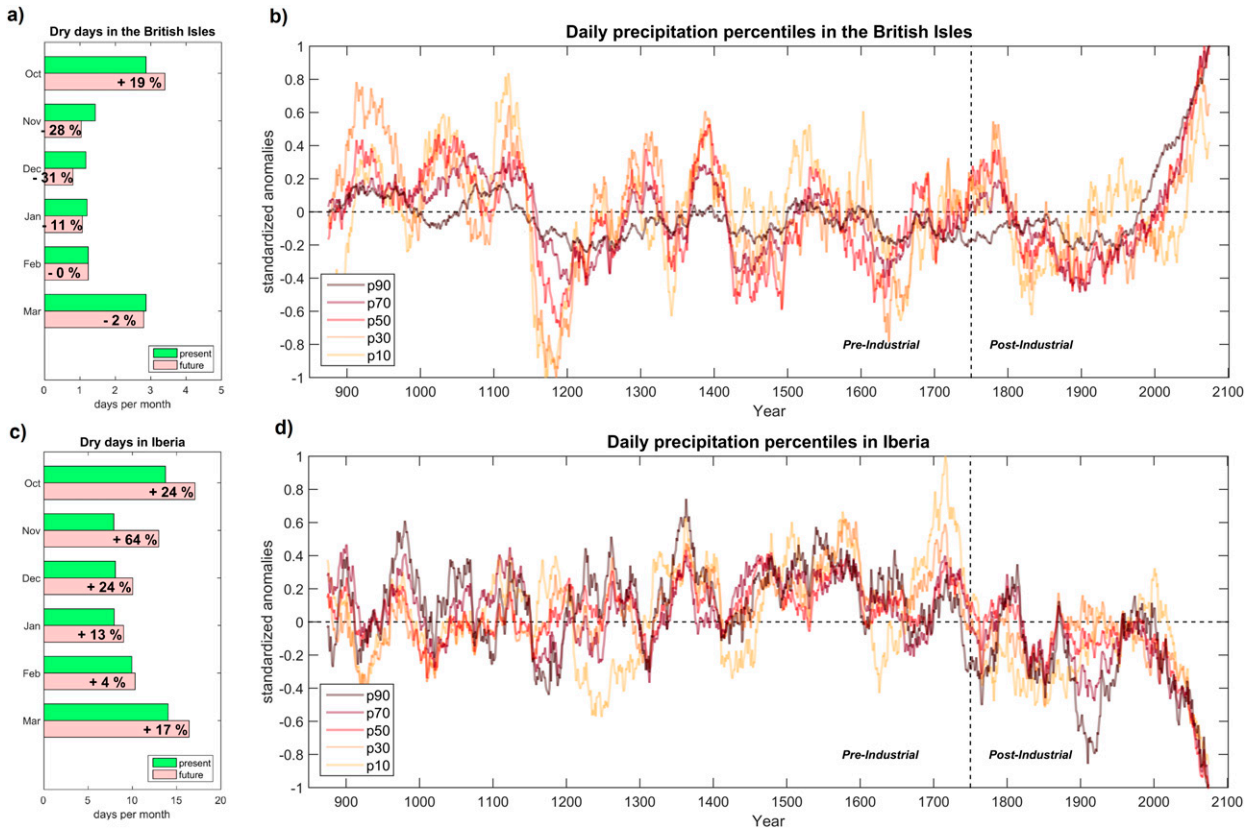 a)
Dry days in the British Isles
Oct
+ 19 %
Nov
- 28 %
Dec
- 31 %
Jan
- 11 %
Feb
- 0 %
Mar
- 2 %
present
future
0 1 2 3 4 5
days per month
b)
Daily precipitation percentiles in the British Isles
standardized anomalies
1
0.8
0.6
0.4
0.2
0
-0.2
-0.4
-0.6
-0.8
-1
p90
p70
p50
p30
p10
Pre-Industrial
Post-Industrial
900 1000 1100 1200 1300 1400 1500 1600 1700 1800 1900 2000 2100
Year
c)
Dry days in Iberia
Oct
+ 24 %
Nov
+ 64 %
Dec
+ 24 %
Jan
+ 13 %
Feb
+ 4 %
Mar
+ 17 %
present
future
0 5 10 15 20
days per month
d)
Daily precipitation percentiles in Iberia
standardized anomalies
1
0.8
0.6
0.4
0.2
0
-0.2
-0.4
-0.6
-0.8
-1
p90
p70
p50
p30
p10
Pre-Industrial
Post-Industrial
900 1000 1100 1200 1300 1400 1500 1600 1700 1800 1900 2000 2100
Year